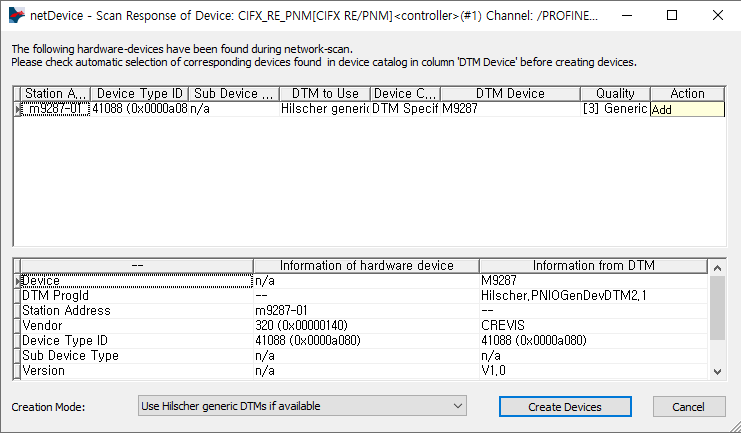 netDevice - Scan Response of Device: CIFX_RE_PNM[CIFX RE/PNM]<controller>(#1) Channel: /PROFINE...
The following hardware-devices have been found during network-scan.
Please check automatic selection of corresponding devices found in device catalog in column 'DTM Device' before creating devices.
Station A... Device Type ID Sub Device ... DTM to Use Device C... DTM Device Quality Action
m9287-01 41088 (0x0000a08 n/a Hilscher generic DTM Specif M9287 [3] Generic Add
-- Information of hardware device Information from DTM
Device n/a M9287
DTM ProgId -- Hilscher.PNIOGenDevDTM2.1
Station Address m9287-01 --
Vendor 320 (0x00000140) CREVIS
Device Type ID 41088 (0x0000a080) 41088 (0x0000a080)
Sub Device Type n/a n/a
Version n/a V1.0
Creation Mode: Use Hilscher generic DTMs if available Create Devices Cancel